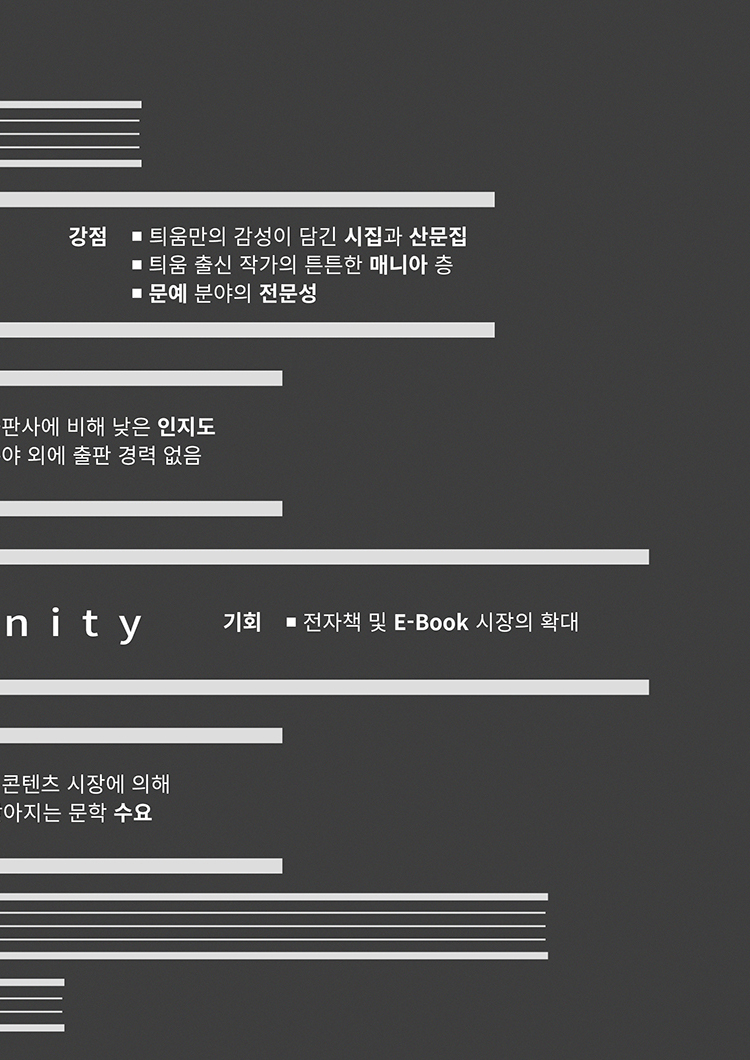 강점 ■ 틔움만의 감성이 담긴 시집과 산문집
■ 틔움 출신 작가의 튼튼한 매니아 층
■ 문예 분야의 전문성
판사에 비해 낮은 인지도
야 외에 출판 경력 없음
nity 기회 ■ 전자책 및 E-Book 시장의 확대
콘텐츠 시장에 의해
아지는 문학 수요